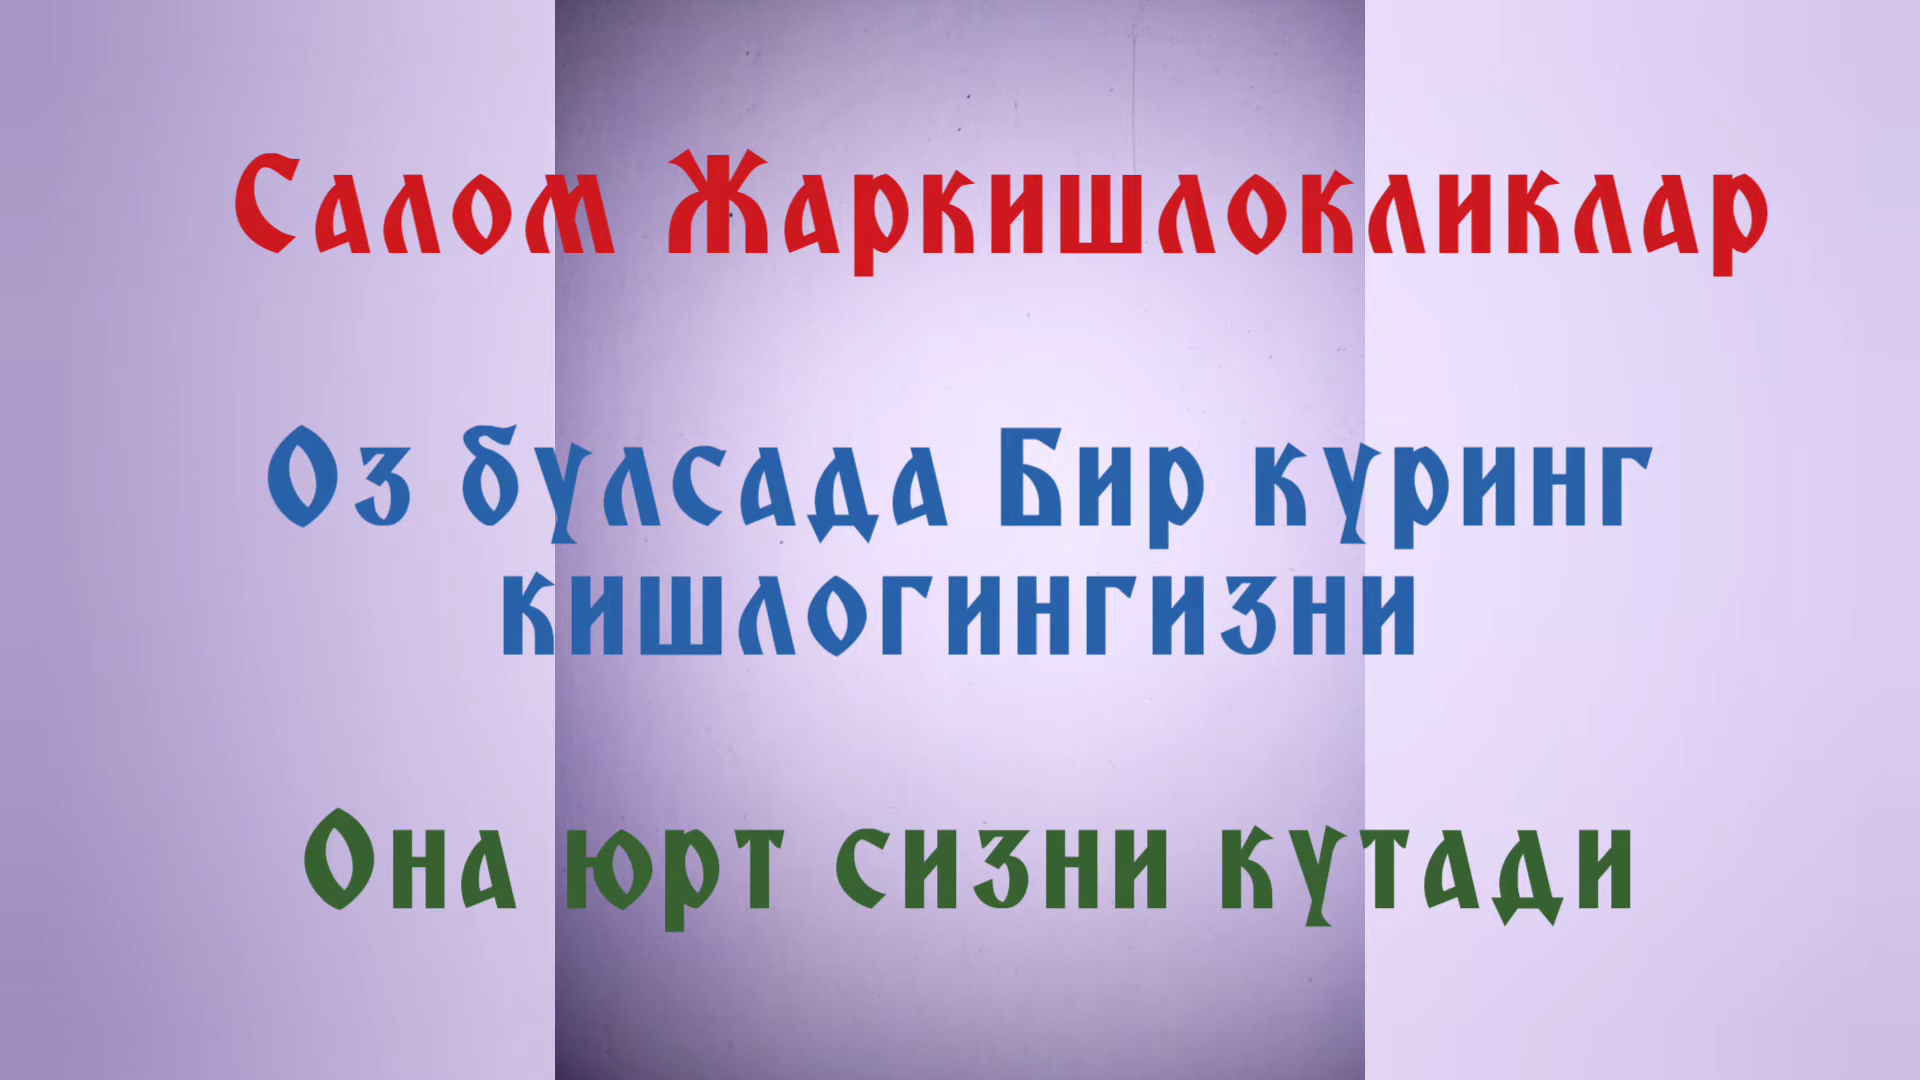 Салом Жаркишлокликлар
Оз булсада Бир куринг
кишлогингизни
Она юрт сизни кутади